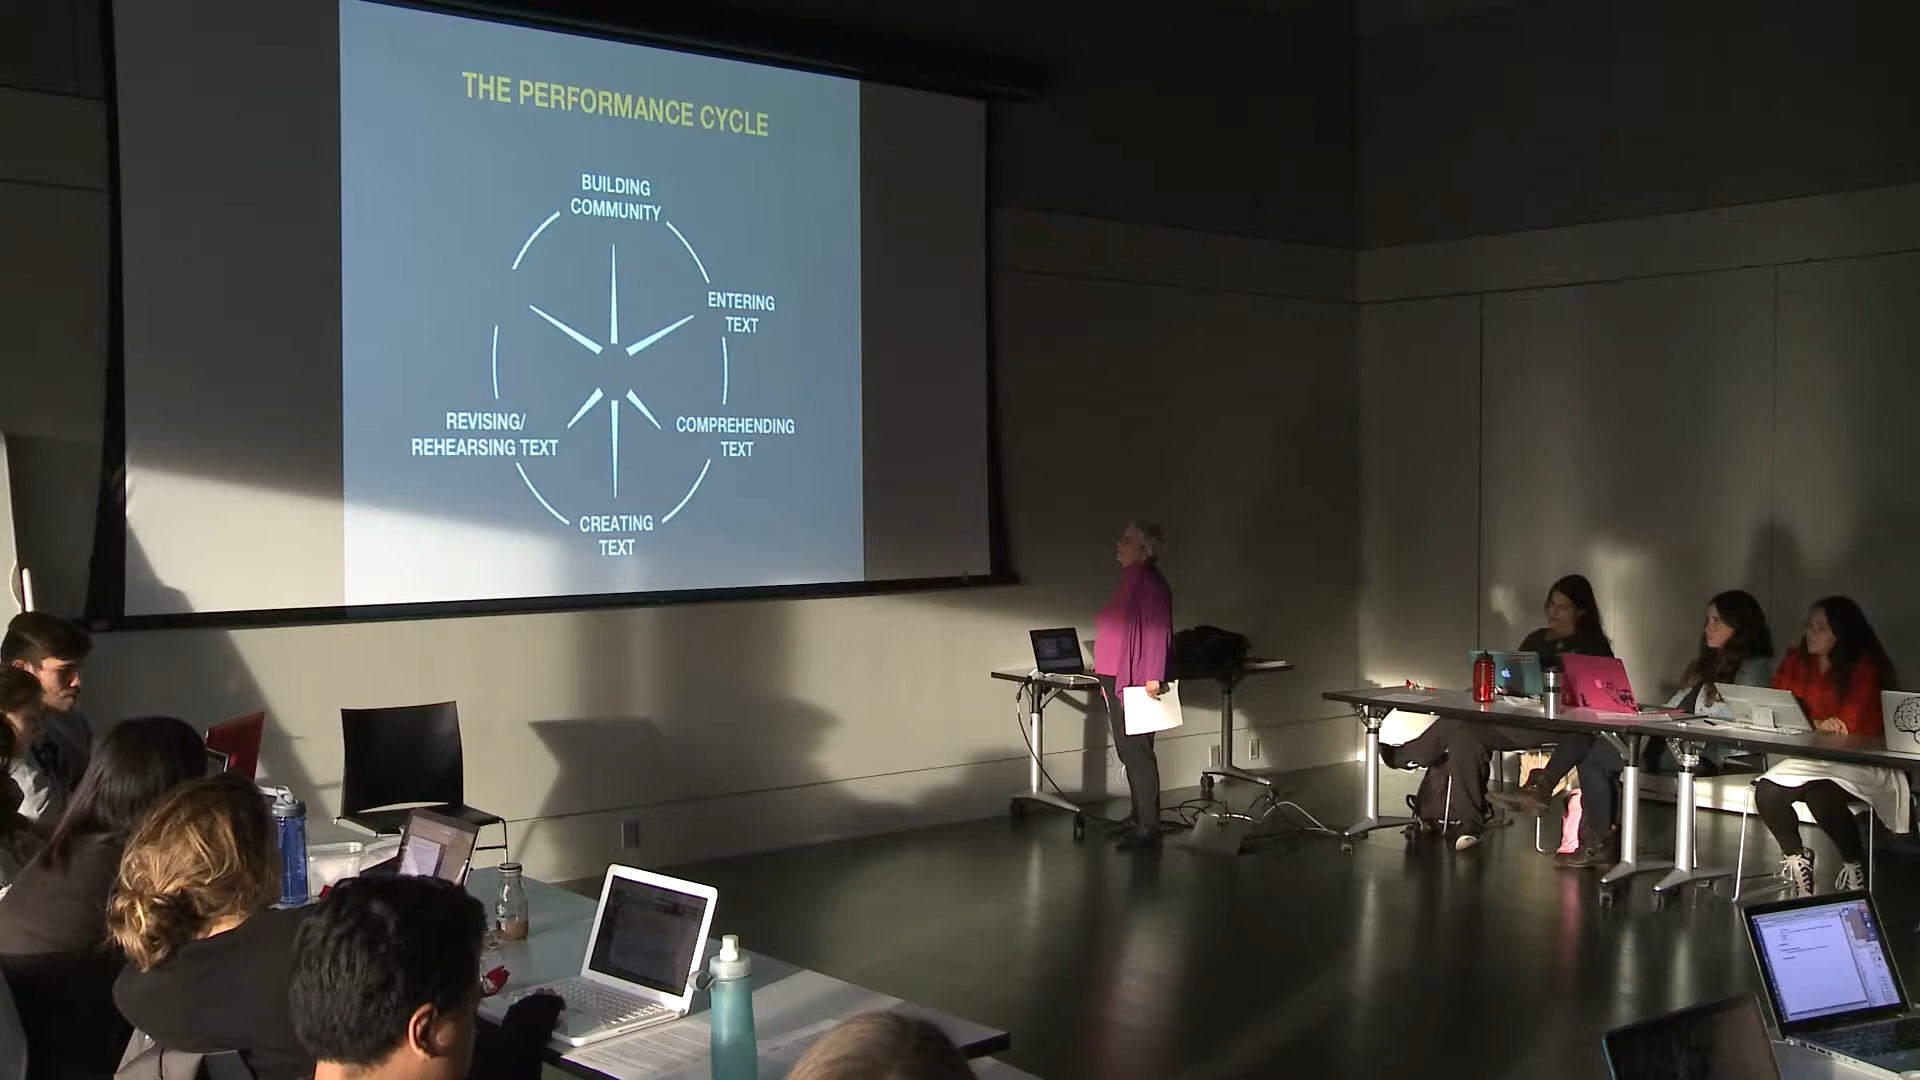 THE PERFORMANCE CYCLE
BUILDING
COMMUNITY
ENTERING
TEXT
COMPREHENDING
TEXT
CREATING
TEXT
REVISING/
REHEARSING TEXT